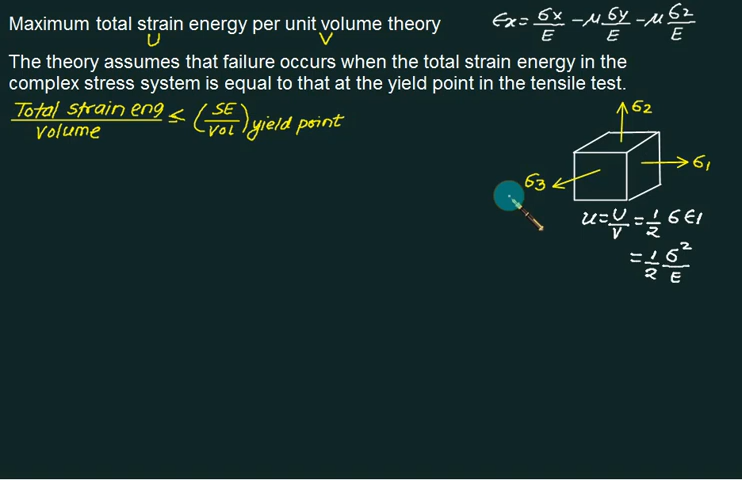 Maximum total strain energy per unit volume theory
U V
Єx = σx/E - μ σy/E - μ σz/E
The theory assumes that failure occurs when the total strain energy in the
complex stress system is equal to that at the yield point in the tensile test.
Total strain eng/Volume ≤ (SE/Vol) yield point
σ2
σ1
σ3
u = U/V = 1/2 σ Є1
= 1/2 σ²/E